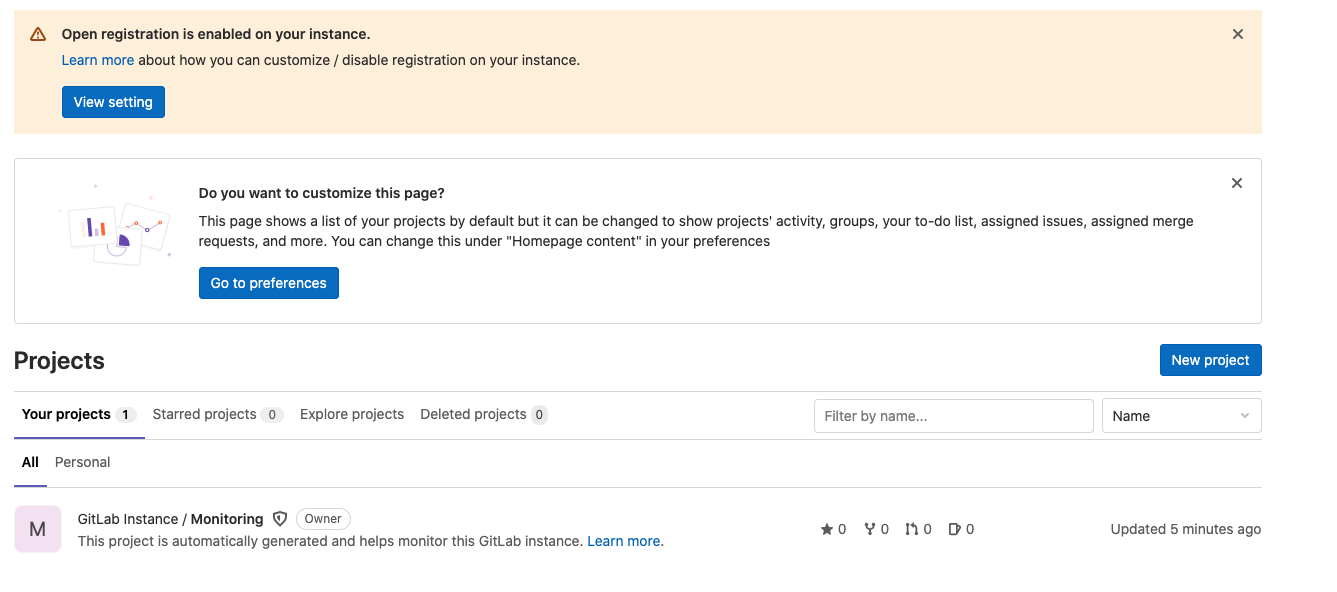 Open registration is enabled on your instance.
Learn more about how you can customize / disable registration on your instance.
View setting
Do you want to customize this page?
This page shows a list of your projects by default but it can be changed to show projects' activity, groups, your to-do list, assigned issues, assigned merge
requests, and more. You can change this under "Homepage content" in your preferences
Go to preferences
Projects
New project
Your projects 1 Starred projects 0 Explore projects Deleted projects 0 Filter by name... Name
All Personal
M
GitLab Instance / Monitoring Owner
This project is automatically generated and helps monitor this GitLab instance. Learn more.
0 0 0 0 Updated 5 minutes ago